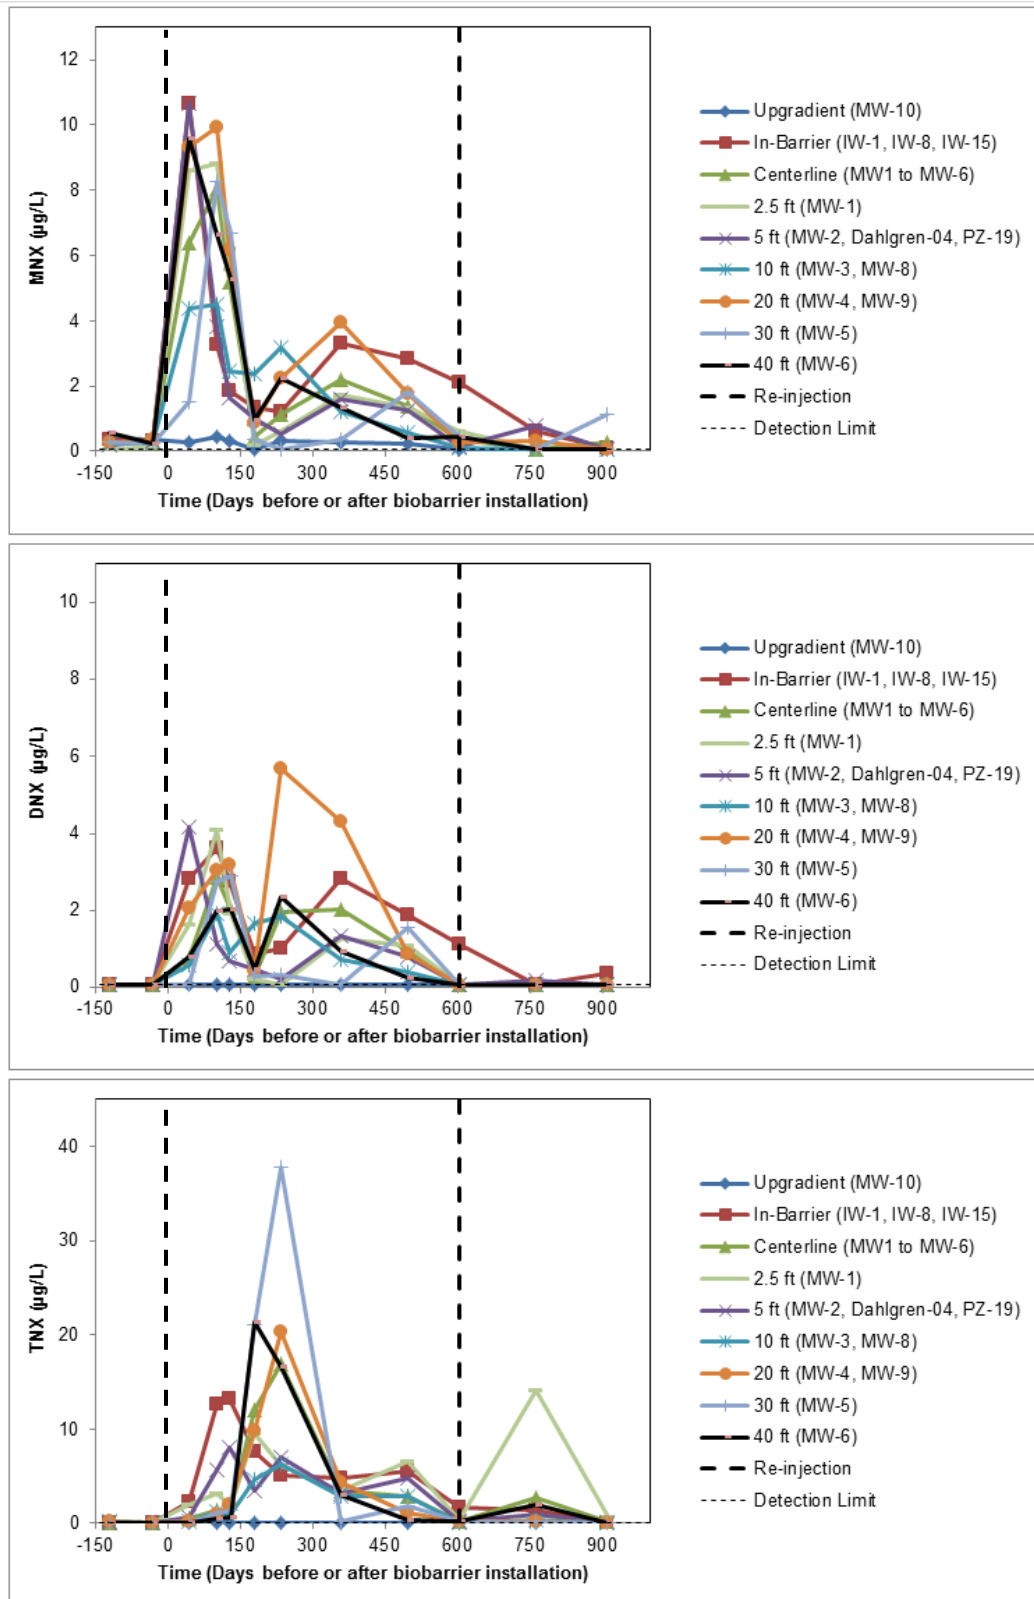 12
10
8
6
4
2
0
MNX (µg/L)
-150 0 150 300 450 600 750 900
Time (Days before or after biobarrier installation)
Upgradient (MW-10)
In-Barrier (IW-1, IW-8, IW-15)
Centerline (MW1 to MW-6)
2.5 ft (MW-1)
5 ft (MW-2, Dahlgren-04, PZ-19)
10 ft (MW-3, MW-8)
20 ft (MW-4, MW-9)
30 ft (MW-5)
40 ft (MW-6)
Re-injection
Detection Limit
10
8
6
4
2
0
DNX (µg/L)
-150 0 150 300 450 600 750 900
Time (Days before or after biobarrier installation)
Upgradient (MW-10)
In-Barrier (IW-1, IW-8, IW-15)
Centerline (MW1 to MW-6)
2.5 ft (MW-1)
5 ft (MW-2, Dahlgren-04, PZ-19)
10 ft (MW-3, MW-8)
20 ft (MW-4, MW-9)
30 ft (MW-5)
40 ft (MW-6)
Re-injection
Detection Limit
40
30
20
10
0
TNX (µg/L)
-150 0 150 300 450 600 750 900
Time (Days before or after biobarrier installation)
Upgradient (MW-10)
In-Barrier (IW-1, IW-8, IW-15)
Centerline (MW1 to MW-6)
2.5 ft (MW-1)
5 ft (MW-2, Dahlgren-04, PZ-19)
10 ft (MW-3, MW-8)
20 ft (MW-4, MW-9)
30 ft (MW-5)
40 ft (MW-6)
Re-injection
Detection Limit